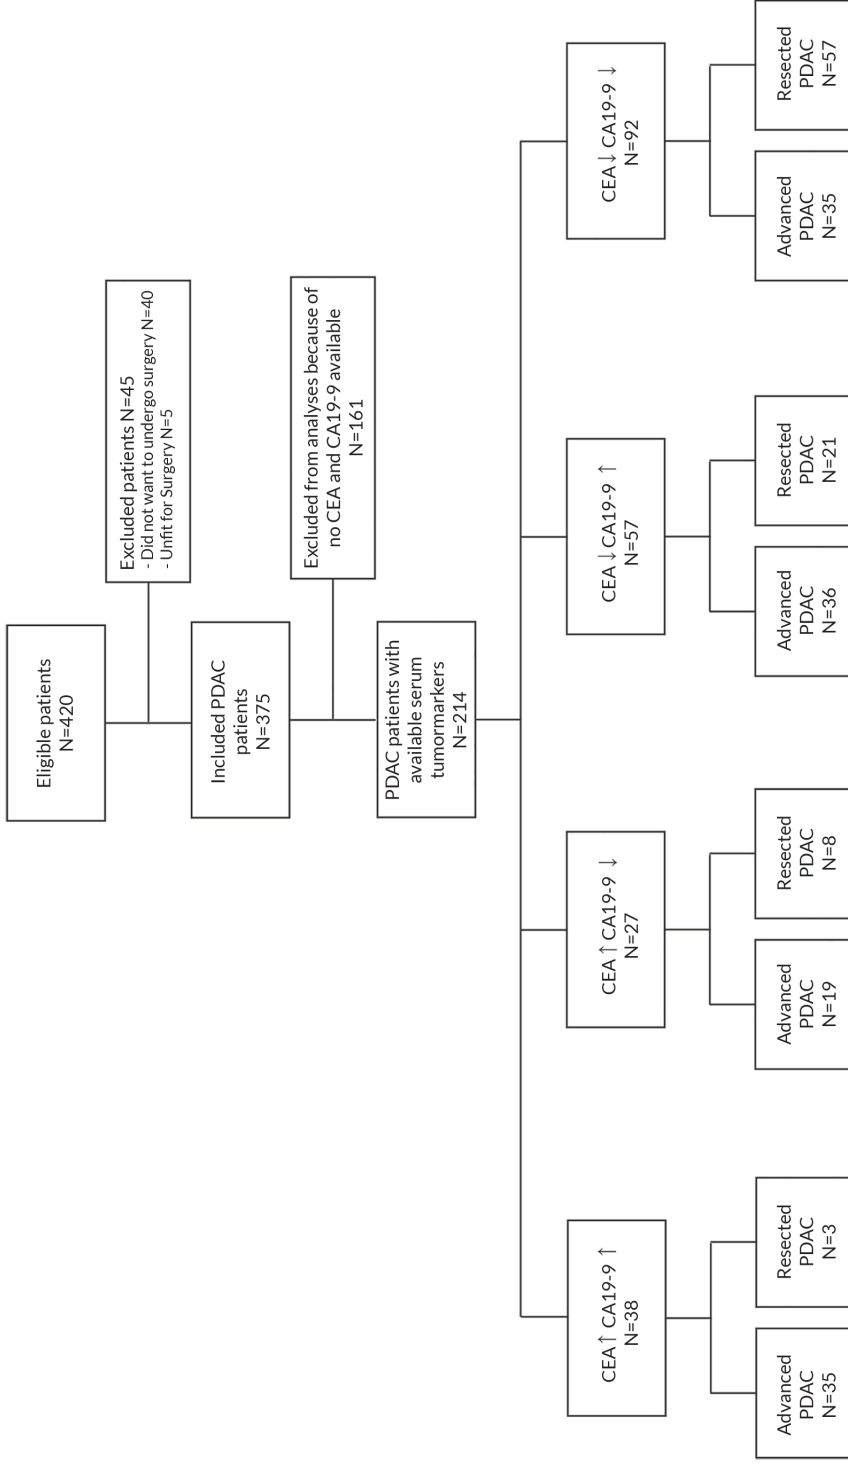 Eligible patients
N=420
Excluded patients N=45
- Did not want to undergo surgery N=40
- Unfit for Surgery N=5
Included PDAC
patients
N=375
Excluded from analyses because of
no CEA and CA19-9 available
N=161
PDAC patients with
available serum
tumormarkers
N=214
CEA↑ CA19-9 ↑
N=38
CEA ↑ CA19-9 ↓
N=27
CEA ↓ CA19-9 ↑
N=57
CEA↓ CA19-9 ↓
N=92
Advanced
PDAC
N=35
Resected
PDAC
N=3
Advanced
PDAC
N=19
Resected
PDAC
N=8
Advanced
PDAC
N=36
Resected
PDAC
N=21
Advanced
PDAC
N=35
Resected
PDAC
N=57